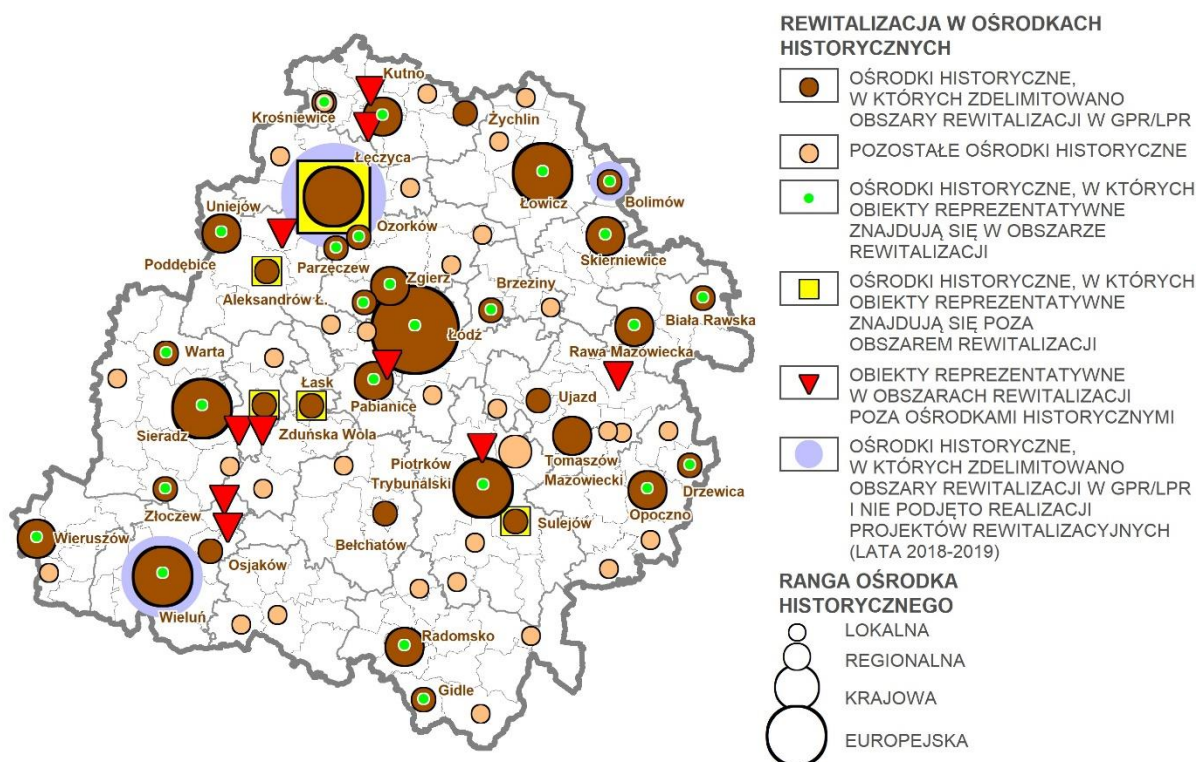 Kutno
Krośniewice
Żychlin
Łęczyca
Łowicz
Bolimów
Uniejów
Ozorków
Skierniewice
Poddębice
Parzęczew
Zgierz
Brzeziny
Aleksandrów Ł.
Biała Rawska
Łódź
Warta
Rawa Mazowiecka
Łask
Pabianice
Ujazd
Sieradz
Zduńska Wola
Piotrków
Trybunalski
Tomaszów
Mazowiecki
Drzewica
Złoczew
Opoczno
Sulejów
Wieruszów
Bełchatów
Osjaków
Wieluń
Radomsko
Gidle
REWITALIZACJA W OŚRODKACH
HISTORYCZNYCH
OŚRODKI HISTORYCZNE,
W KTÓRYCH ZDELIMITOWANO
OBSZARY REWITALIZACJI W GPR/LPR
POZOSTAŁE OŚRODKI HISTORYCZNE
OŚRODKI HISTORYCZNE, W KTÓRYCH
OBIEKTY REPREZENTATYWNE
ZNAJDUJĄ SIĘ W OBSZARZE
REWITALIZACJI
OŚRODKI HISTORYCZNE, W KTÓRYCH
OBIEKTY REPREZENTATYWNE
ZNAJDUJĄ SIĘ POZA
OBSZAREM REWITALIZACJI
OBIEKTY REPREZENTATYWNE
W OBSZARACH REWITALIZACJI
POZA OŚRODKAMI HISTORYCZNYMI
OŚRODKI HISTORYCZNE,
W KTÓRYCH ZDELIMITOWANO
OBSZARY REWITALIZACJI W GPR/LPR
I NIE PODJĘTO REALIZACJI
PROJEKTÓW REWITALIZACYJNYCH
(LATA 2018-2019)
RANGA OŚRODKA
HISTORYCZNEGO
LOKALNA
REGIONALNA
KRAJOWA
EUROPEJSKA